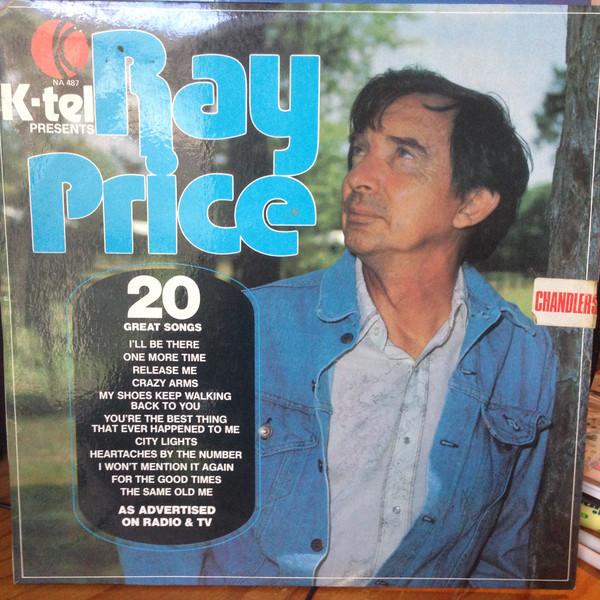 NA 487
K-tel
PRESENTS
Ray
Price
20
GREAT SONGS
I'LL BE THERE
ONE MORE TIME
RELEASE ME
CRAZY ARMS
MY SHOES KEEP WALKING
BACK TO YOU
YOU'RE THE BEST THING
THAT EVER HAPPENED TO ME
CITY LIGHTS
HEARTACHES BY THE NUMBER
I WON'T MENTION IT AGAIN
FOR THE GOOD TIMES
THE SAME OLD ME
AS ADVERTISED
ON RADIO & TV
CHANDLERS